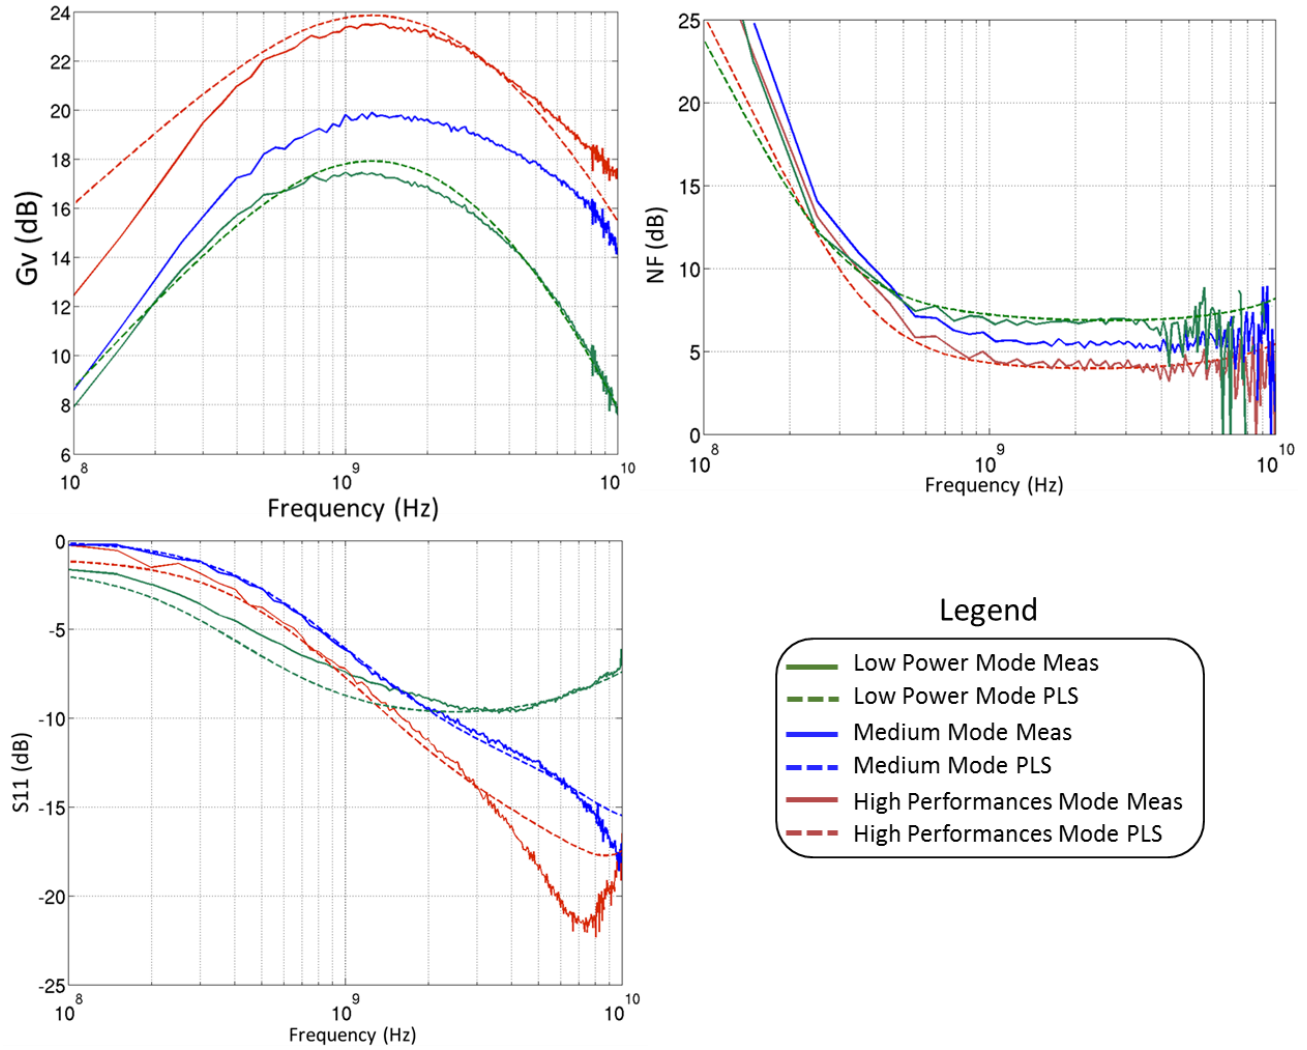 24
22
20
18
16
14
12
10
8
6
Gv (dB)
10^8
10^9
10^10
Frequency (Hz)
25
20
15
10
5
0
NF (dB)
10^8
10^9
10^10
Frequency (Hz)
0
-5
-10
-15
-20
-25
S11 (dB)
10^8
10^9
10^10
Frequency (Hz)
Legend
Low Power Mode Meas
Low Power Mode PLS
Medium Mode Meas
Medium Mode PLS
High Performances Mode Meas
High Performances Mode PLS